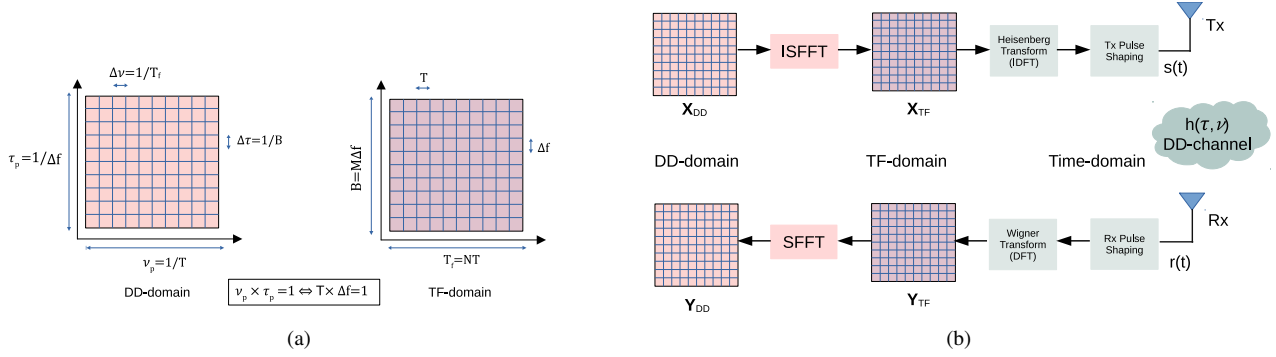 Δν=1/T_f
τ_p=1/Δf
Δτ=1/B
ν_p=1/T
DD-domain
T
B=MΔf
Δf
T_f=NT
TF-domain
ν_p × τ_p =1 ⇔ T× Δf=1
(a)
X_DD
ISFFT
X_TF
Heisenberg
Transform
(IDFT)
Tx Pulse
Shaping
s(t)
Tx
DD-domain
TF-domain
Time-domain
h(τ,ν)
DD-channel
Y_DD
SFFT
Y_TF
Wigner
Transform
(DFT)
Rx Pulse
Shaping
r(t)
Rx
(b)